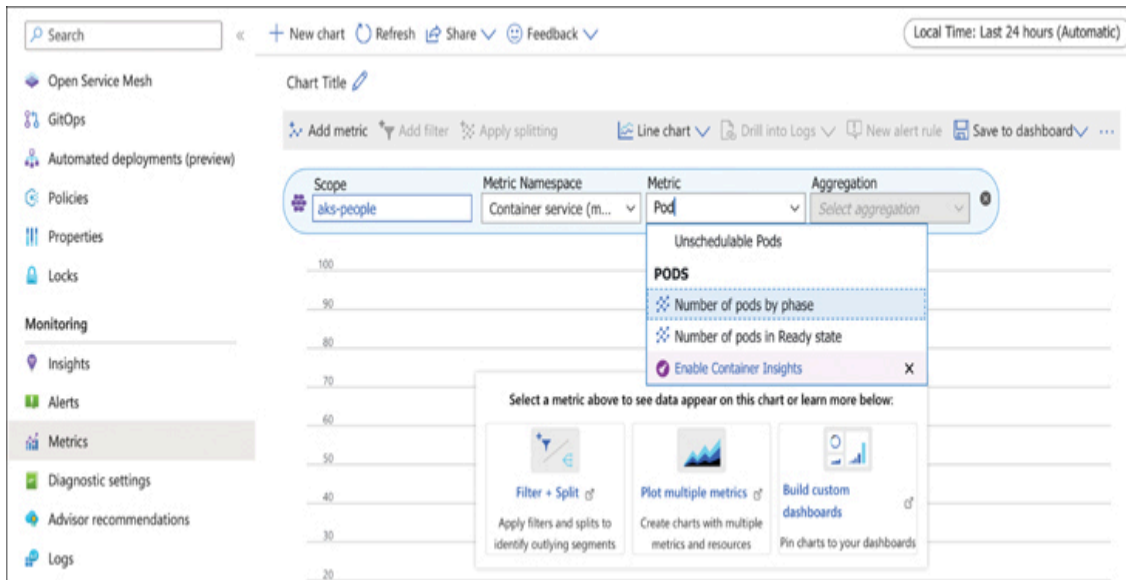 Search
«
New chart Refresh Share Feedback
Local Time: Last 24 hours (Automatic)
Open Service Mesh
GitOps
Automated deployments (preview)
Policies
Properties
Locks
Monitoring
Insights
Alerts
Metrics
Diagnostic settings
Advisor recommendations
Logs
Chart Title
Add metric Add filter Apply splitting Line chart Drill into Logs New alert rule Save to dashboard ...
Scope Metric Namespace Metric Aggregation
aks-people Container service (m... Pod Select aggregation
Unschedulable Pods
PODS
Number of pods by phase
Number of pods in Ready state
Enable Container Insights X
100
90
80
70
60
50
40
30
20
Select a metric above to see data appear on this chart or learn more below:
Filter + Split
Apply filters and splits to
identify outlying segments
Plot multiple metrics
Create charts with multiple
metrics and resources
Build custom
dashboards
Pin charts to your dashboards